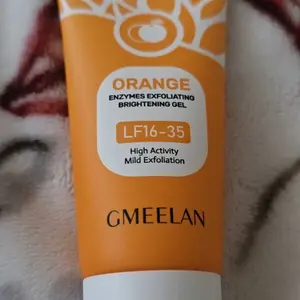 ORANGE
ENZYMES EXFOLIATING
BRIGHTENING GEL
LF16-35
High Activity
Mild Exfoliation
GMEELAN